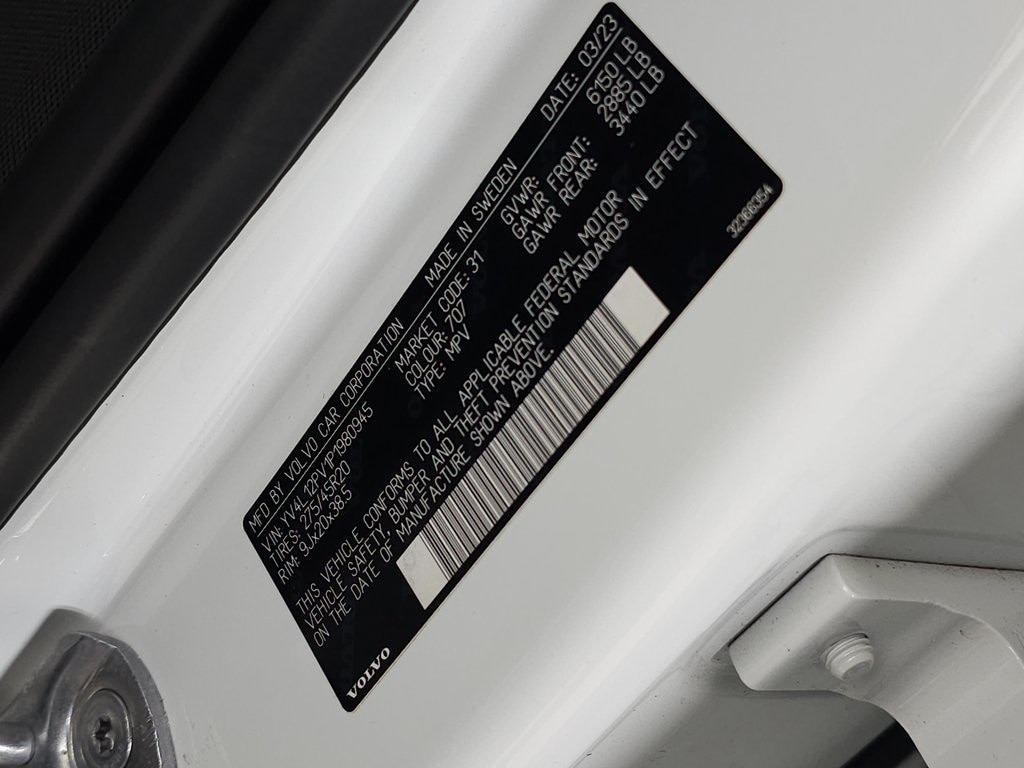 MFD BY VOLVO CAR CORPORATION MADE IN SWEDEN DATE: 03/23
VIN: YV4L12PV1P1980945 MARKET CODE: 31 GVWR: 6150 LB
TIRES: 275/45R20 COLOUR: 707 GAWR FRONT: 2885 LB
RIM: 9Jx20x38.5 TYPE: MPV GAWR REAR: 3440 LB
THIS VEHICLE CONFORMS TO ALL APPLICABLE FEDERAL MOTOR
VEHICLE SAFETY, BUMPER AND THEFT PREVENTION STANDARDS IN EFFECT
ON THE DATE OF MANUFACTURE SHOWN ABOVE.
VOLVO 32366354